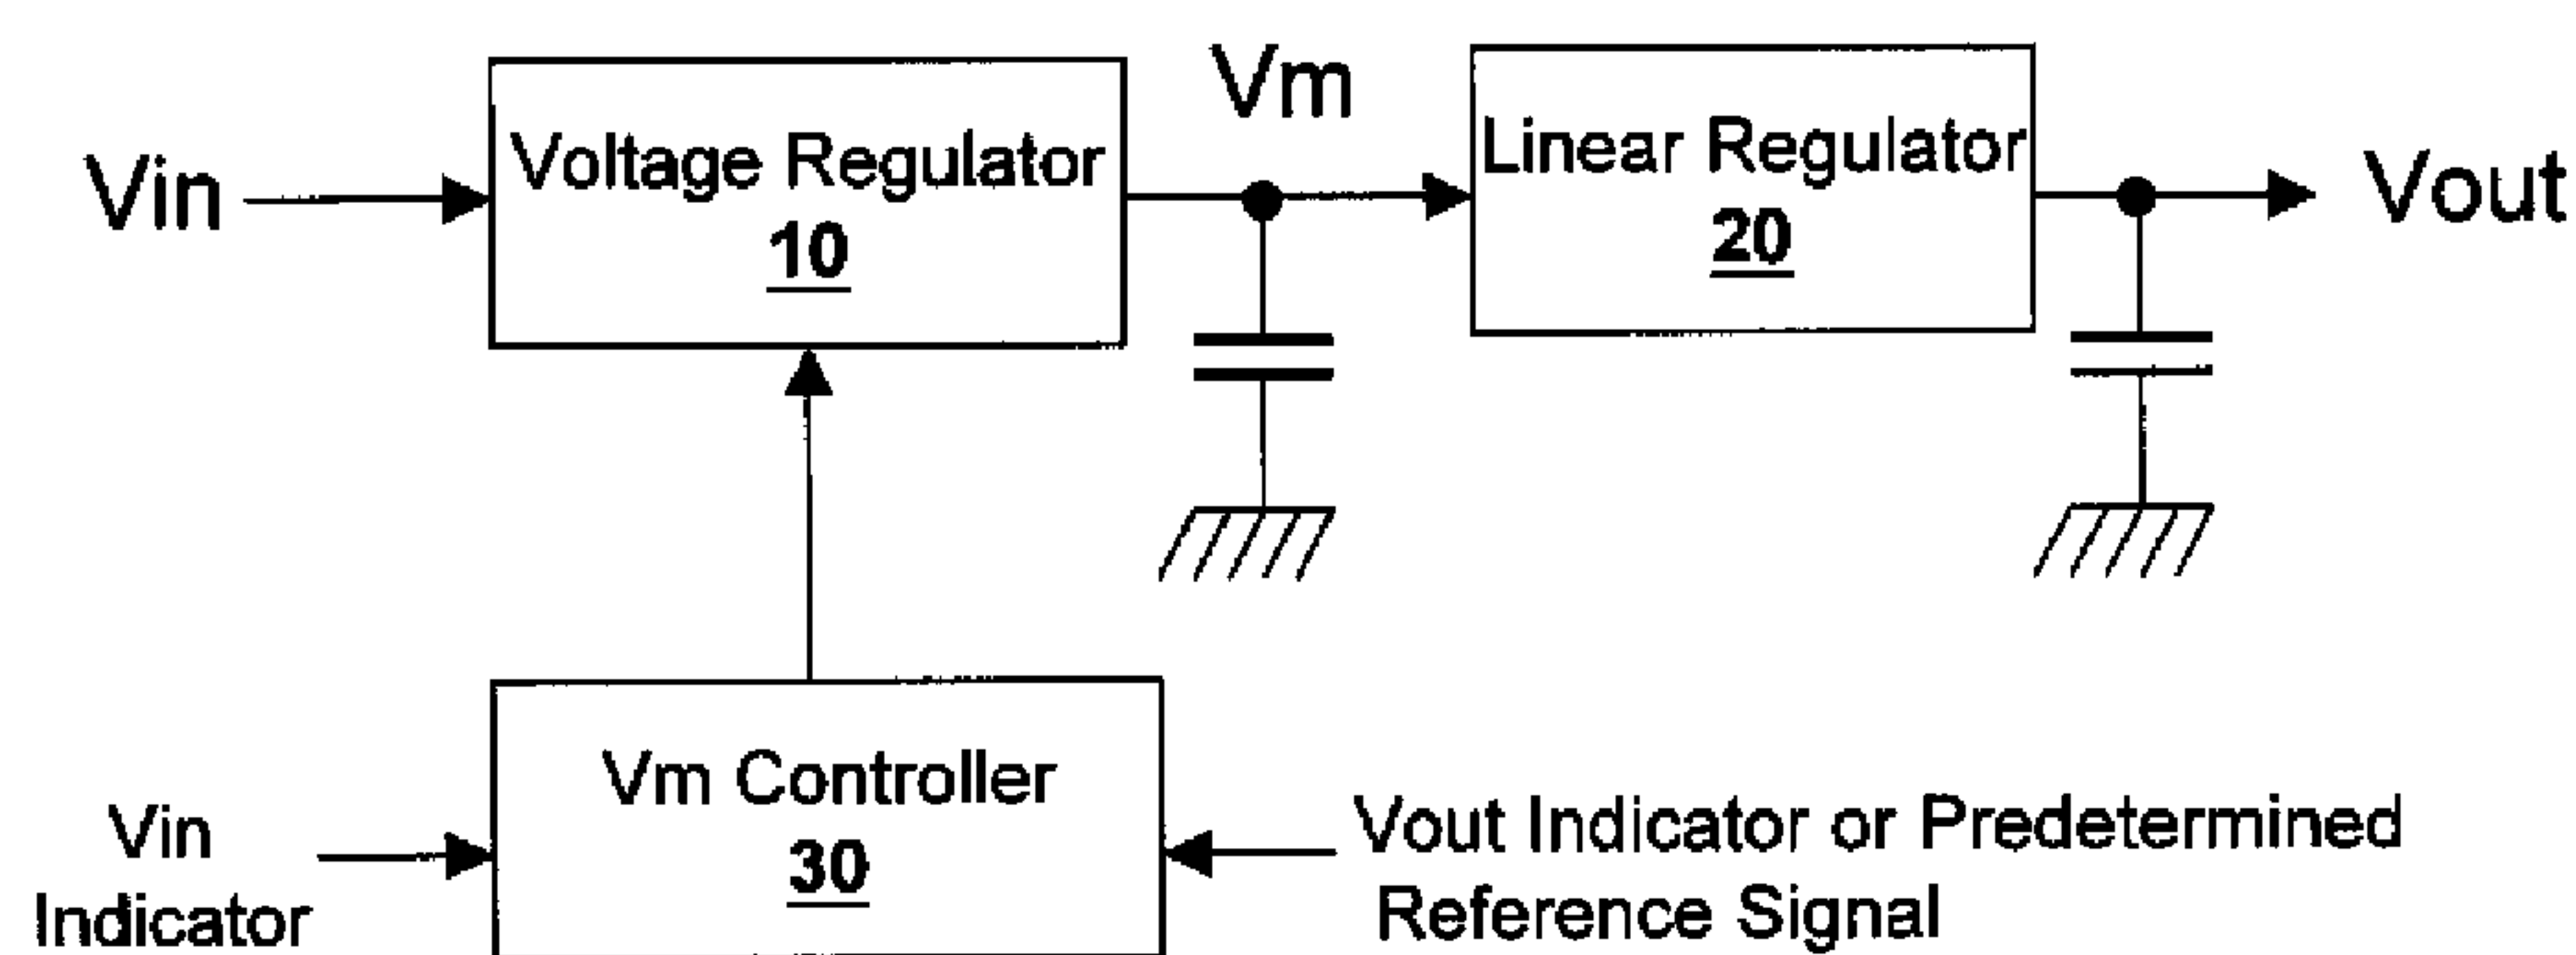 Vin
Voltage Regulator
10
Vm
Linear Regulator
20
Vout
Vm Controller
30
Vin
Indicator
Vout Indicator or Predetermined
Reference Signal